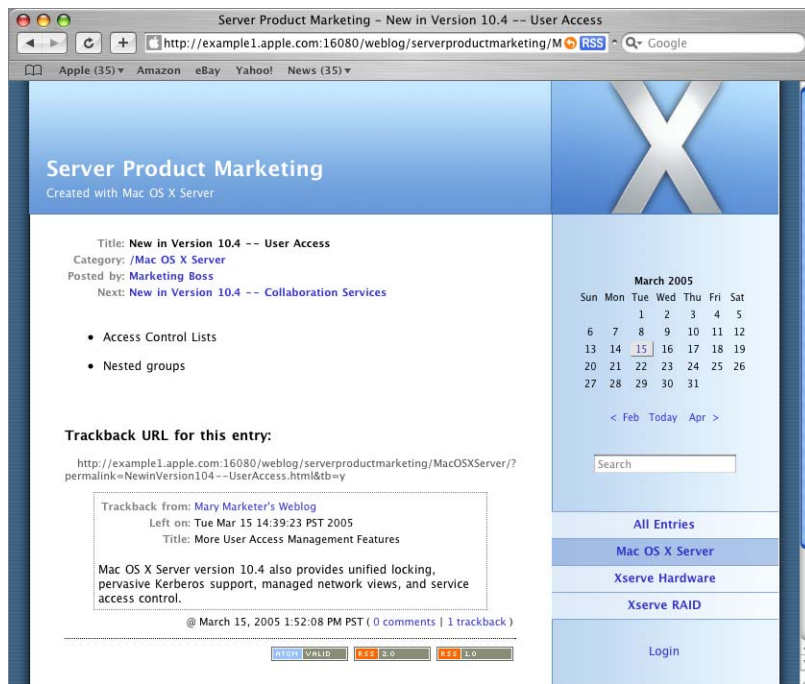 Server Product Marketing – New in Version 10.4 -- User Access
http://example1.apple.com:16080/weblog/serverproductmarketing/M RSS
Google
Apple (35) Amazon eBay Yahoo! News (35)
Server Product Marketing
Created with Mac OS X Server
Title: New in Version 10.4 -- User Access
Category: /Mac OS X Server
Posted by: Marketing Boss
Next: New in Version 10.4 -- Collaboration Services
• Access Control Lists
• Nested groups
Trackback URL for this entry:
http://example1.apple.com:16080/weblog/serverproductmarketing/MacOSXServer/?
permalink=NewinVersion104--UserAccess.html&tb=y
Trackback from: Mary Marketer's Weblog
Left on: Tue Mar 15 14:39:23 PST 2005
Title: More User Access Management Features
Mac OS X Server version 10.4 also provides unified locking,
pervasive Kerberos support, managed network views, and service
access control.
@ March 15, 2005 1:52:08 PM PST ( 0 comments | 1 trackback )
ATOM VALID RSS 2.0 RSS 1.0
X
March 2005
Sun Mon Tue Wed Thu Fri Sat
1 2 3 4 5
6 7 8 9 10 11 12
13 14 15 16 17 18 19
20 21 22 23 24 25 26
27 28 29 30 31
< Feb Today Apr >
Search
All Entries
Mac OS X Server
Xserve Hardware
Xserve RAID
Login